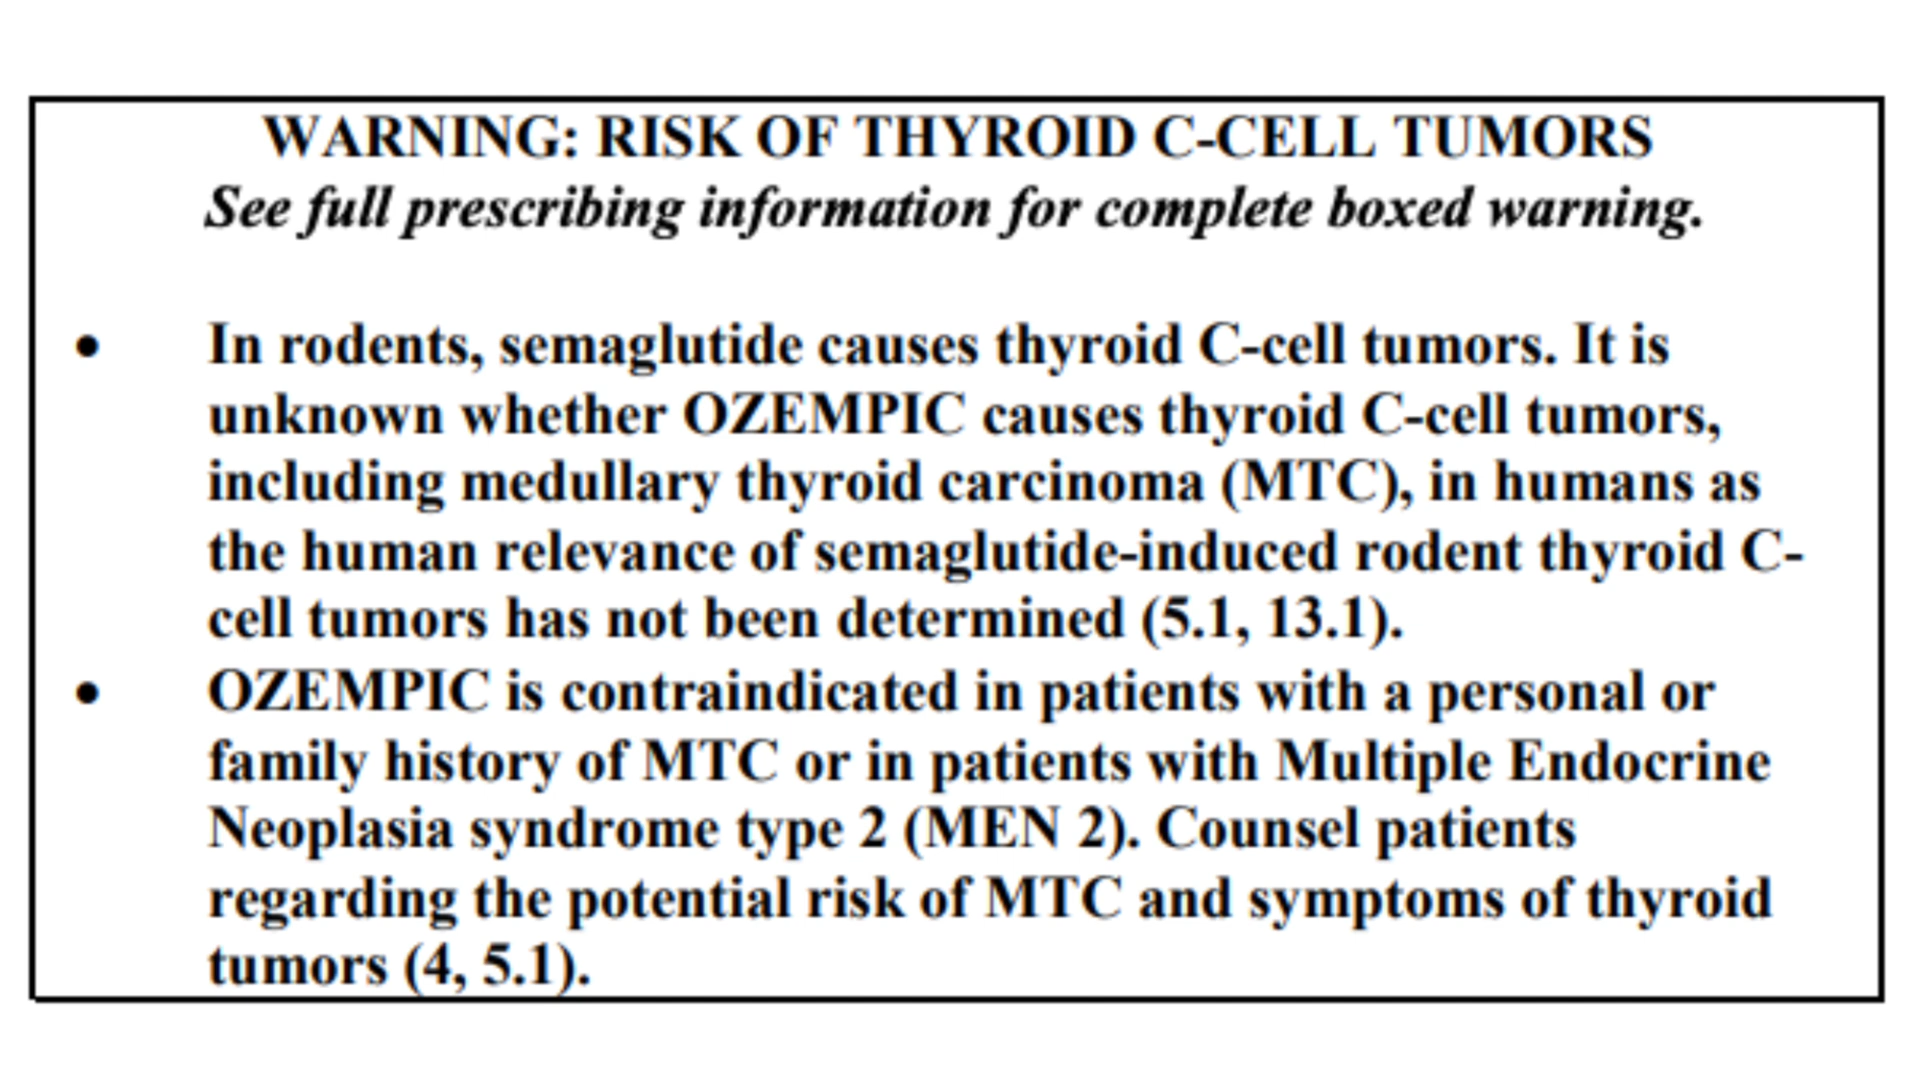 WARNING: RISK OF THYROID C-CELL TUMORS
See full prescribing information for complete boxed warning.
• In rodents, semaglutide causes thyroid C-cell tumors. It is
unknown whether OZEMPIC causes thyroid C-cell tumors,
including medullary thyroid carcinoma (MTC), in humans as
the human relevance of semaglutide-induced rodent thyroid C-
cell tumors has not been determined (5.1, 13.1).
• OZEMPIC is contraindicated in patients with a personal or
family history of MTC or in patients with Multiple Endocrine
Neoplasia syndrome type 2 (MEN 2). Counsel patients
regarding the potential risk of MTC and symptoms of thyroid
tumors (4, 5.1).